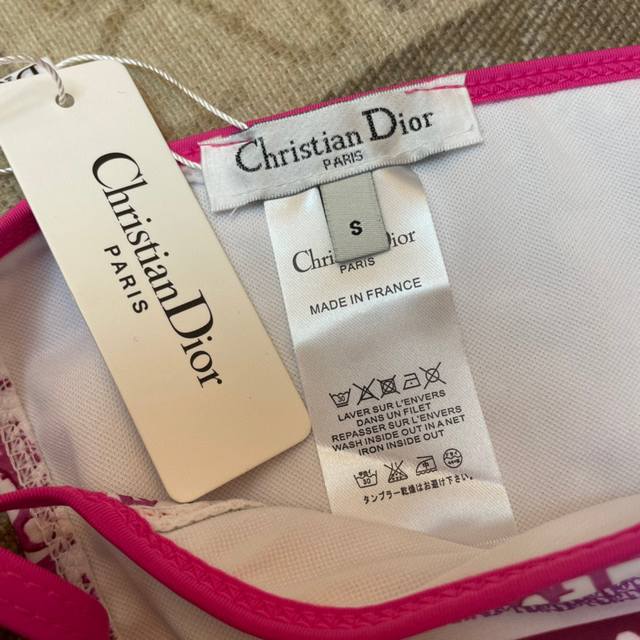 Christian Dior
PARIS
Christian Dior
PARIS
S
Chri Dior
PARIS
MADE IN FRANCE
LAVER SUR L'ENVERS
DANS UN FILET
REPASSER SUR L'ENVERS
WASH INSIDE OUT IN A NET
IRON INSIDE OUT
タンブラー乾燥はお避け下さい